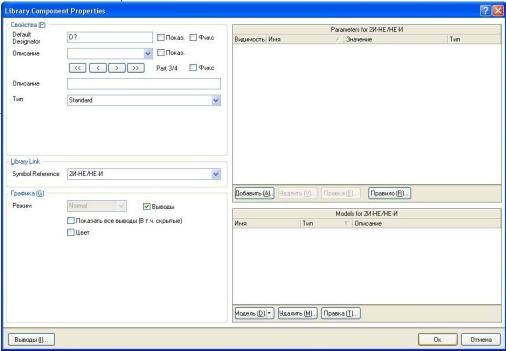 Library Component Properties
Свойства (P)
Default Designator D? Показ. Фикс
Описание Показ.
<< < > >> Part 3/4 Фикс
Описание
Тип Standard
Library Link
Symbol Reference 2И-НЕ/НЕ-И
Графика (G)
Режим Normal Выводы
Показать все выводы (В т.ч. скрытые)
Цвет
Parameters for 2И-НЕ/НЕ-И
Видимость Имя Значение Тип
Добавить (A)... Удалить (V)... Правка (E)... Правило (R)...
Models for 2И-НЕ/НЕ-И
Имя Тип Описание
Модель (D) Удалить (M)... Правка (T)...
Выводы (I)... Ок Отмена